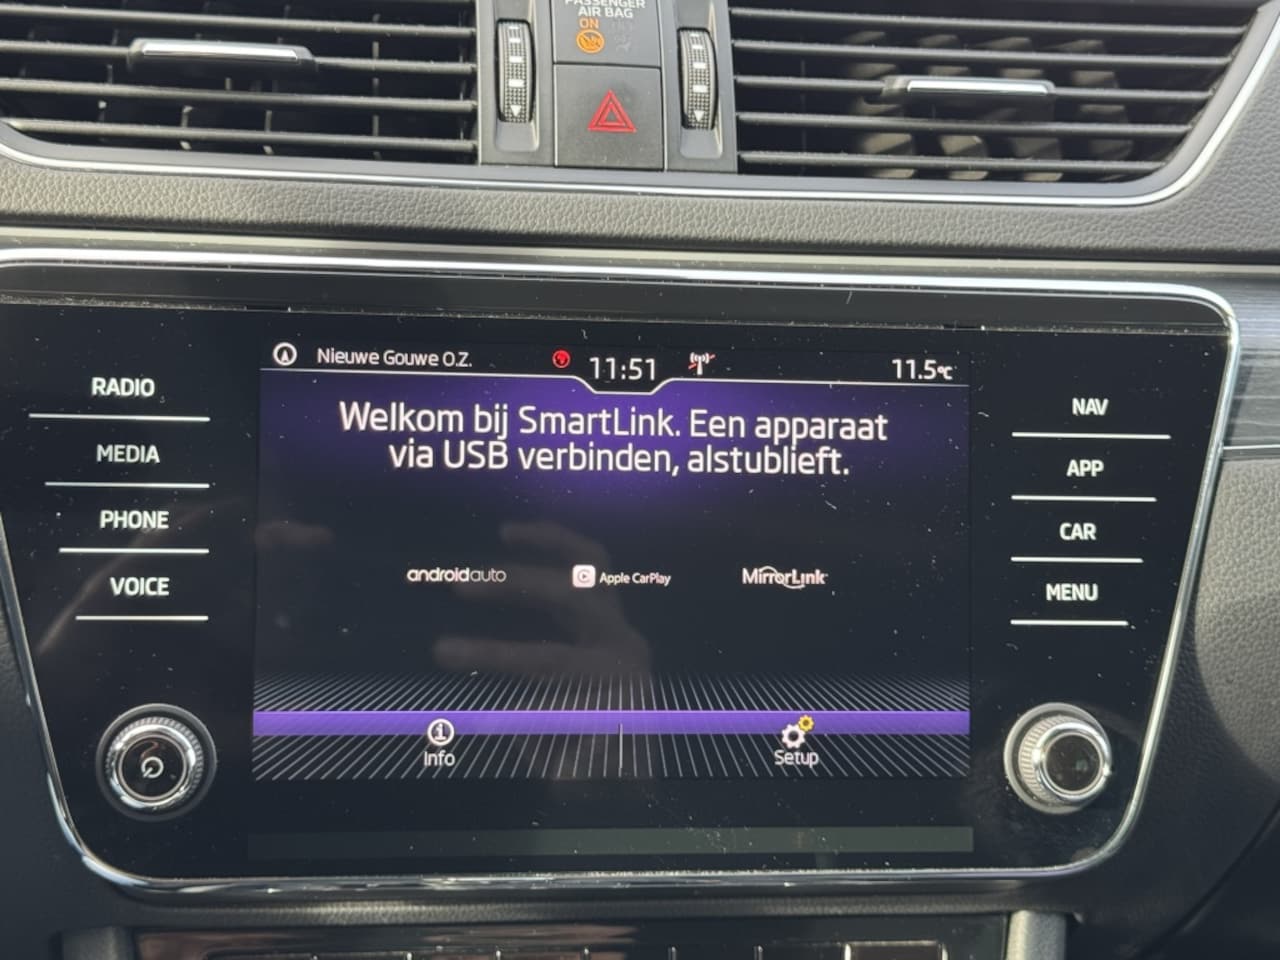 PASSENGER
AIR BAG
ON
Nieuwe Gouwe O.Z.
11:51
11.5°C
Welkom bij SmartLink. Een apparaat
via USB verbinden, alstublieft.
androidauto
Apple CarPlay
MirrorLink
Info
Setup
RADIO
MEDIA
PHONE
VOICE
NAV
APP
CAR
MENU